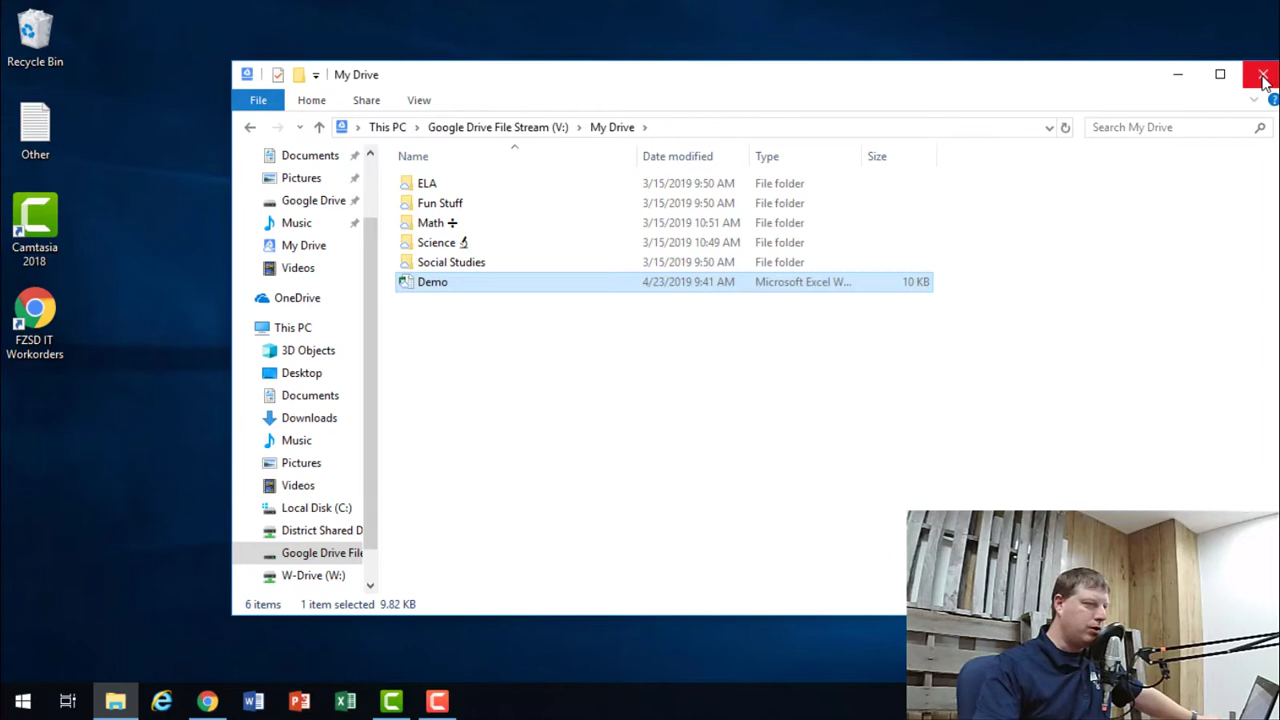 Recycle Bin
Other
Camtasia
2018
FZSD IT
Workorders
My Drive
File Home Share View
This PC Google Drive File Stream (V:) My Drive
Search My Drive
Documents
Pictures
Google Drive
Music
My Drive
Videos
OneDrive
This PC
3D Objects
Desktop
Documents
Downloads
Music
Pictures
Videos
Local Disk (C:)
District Shared D
Google Drive File
W-Drive (W:)
Name Date modified Type Size
ELA 3/15/2019 9:50 AM File folder
Fun Stuff 3/15/2019 9:50 AM File folder
Math ➗ 3/15/2019 10:51 AM File folder
Science 🔬 3/15/2019 10:49 AM File folder
Social Studies 3/15/2019 9:50 AM File folder
Demo 4/23/2019 9:41 AM Microsoft Excel W... 10 KB
6 items 1 item selected 9.82 KB